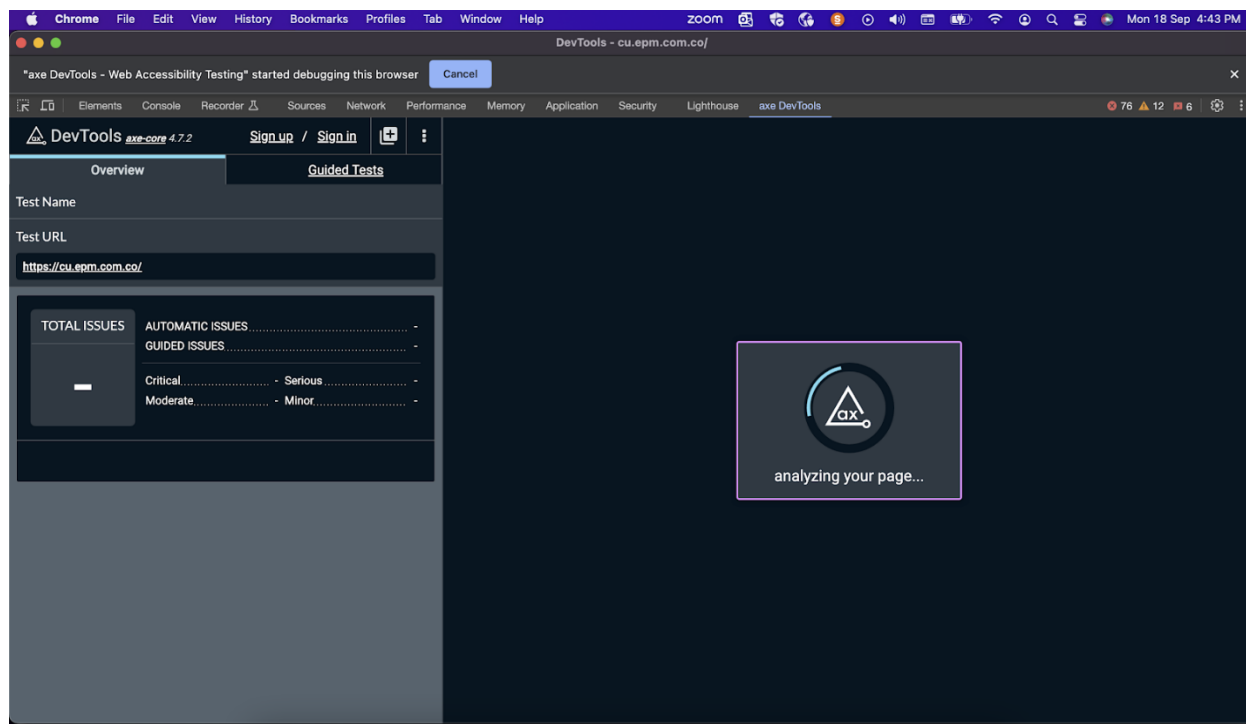 Chrome File Edit View History Bookmarks Profiles Tab Window Help zoom Mon 18 Sep 4:43 PM
DevTools - cu.epm.com.co/
"axe DevTools - Web Accessibility Testing" started debugging this browser Cancel
Elements Console Recorder Sources Network Performance Memory Application Security Lighthouse axe DevTools 76 12 6
DevTools axe-core 4.7.2 Sign up / Sign in
Overview Guided Tests
Test Name
Test URL
https://cu.epm.com.co/
TOTAL ISSUES
-
AUTOMATIC ISSUES -
GUIDED ISSUES -
Critical - Serious -
Moderate - Minor -
ax
analyzing your page...